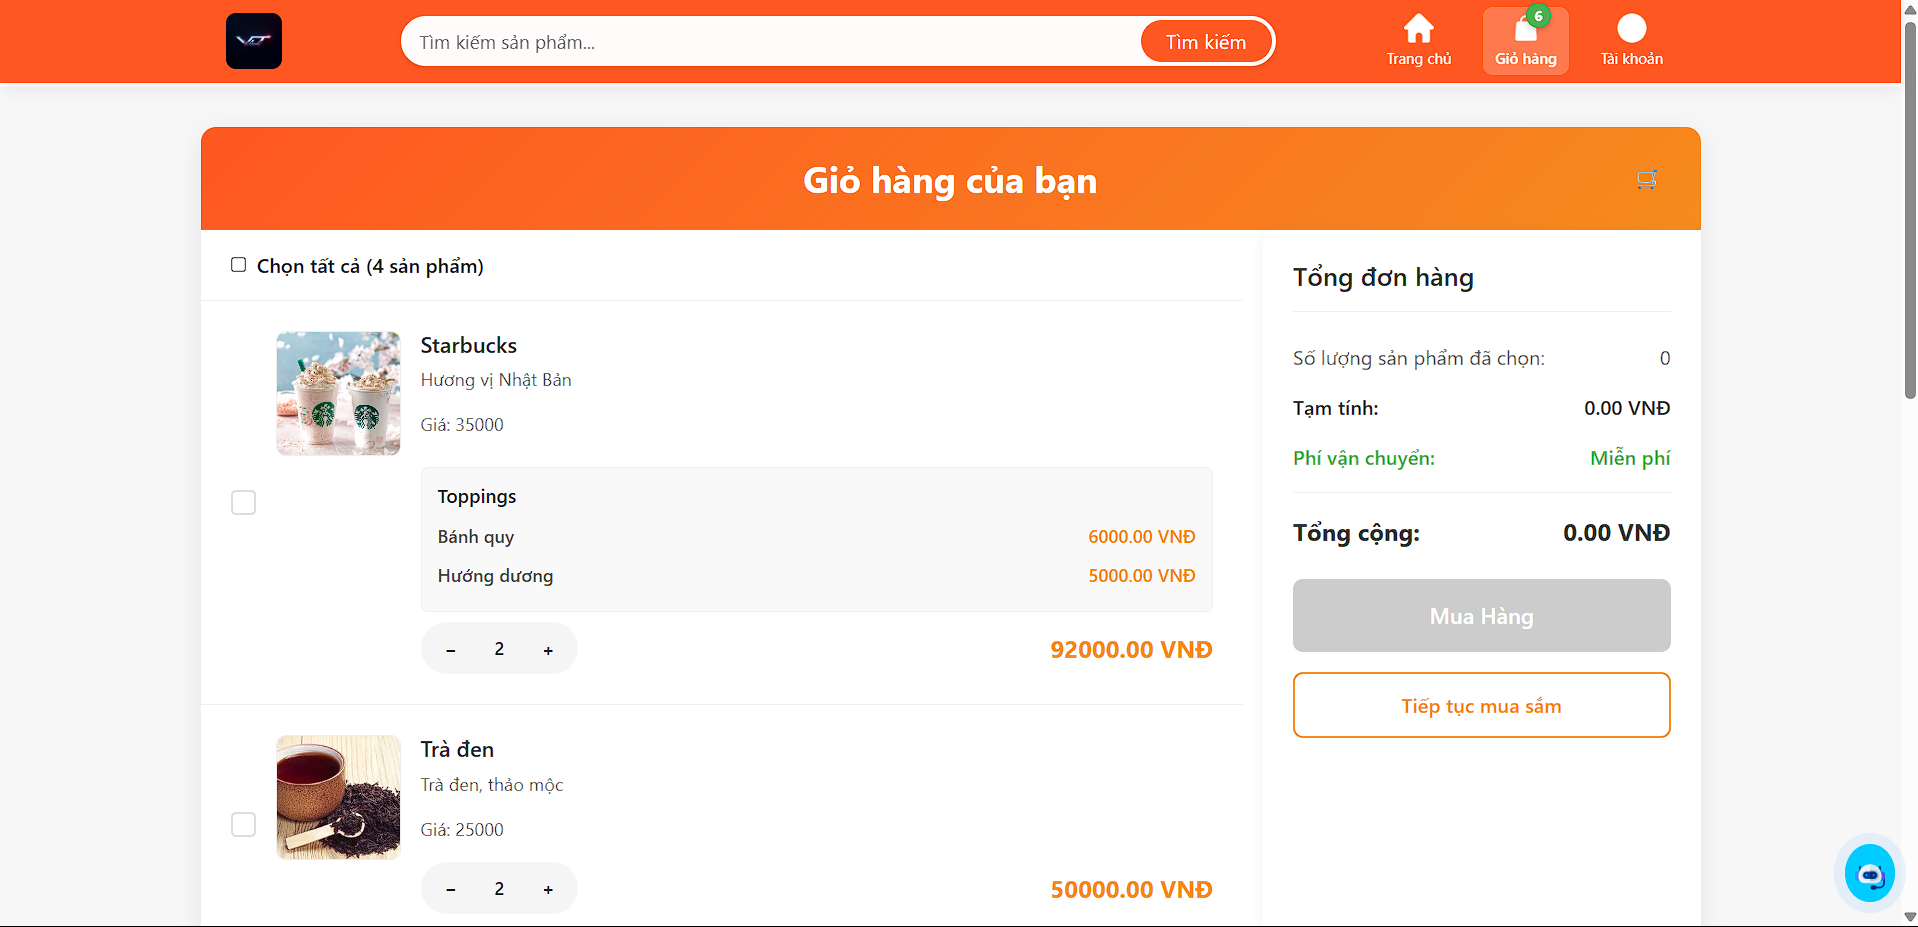 VDT
Tìm kiếm sản phẩm...
Tìm kiếm
Trang chủ
6
Giỏ hàng
Tài khoản
Giỏ hàng của bạn
Chọn tất cả (4 sản phẩm)
Starbucks
Hương vị Nhật Bản
Giá: 35000
Toppings
Bánh quy 6000.00 VNĐ
Hướng dương 5000.00 VNĐ
− 2 + 92000.00 VNĐ
Trà đen
Trà đen, thảo mộc
Giá: 25000
− 2 + 50000.00 VNĐ
Tổng đơn hàng
Số lượng sản phẩm đã chọn: 0
Tạm tính: 0.00 VNĐ
Phí vận chuyển: Miễn phí
Tổng cộng: 0.00 VNĐ
Mua Hàng
Tiếp tục mua sắm